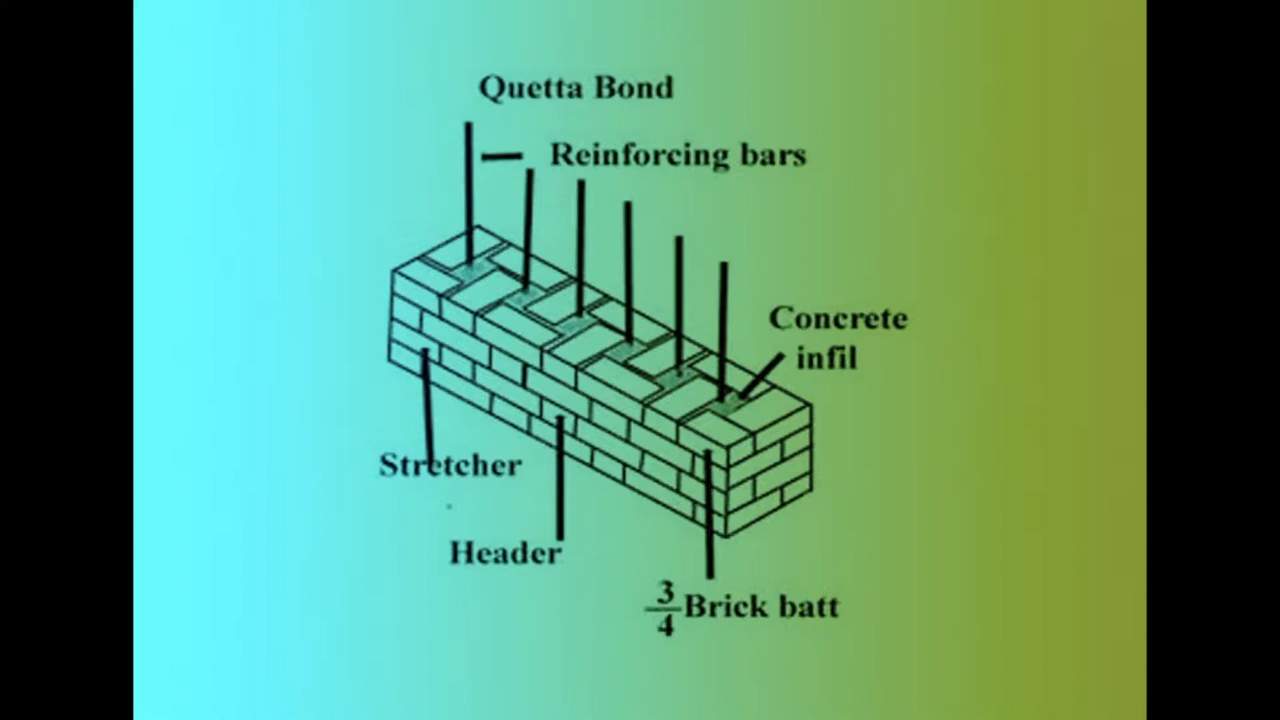 Quetta Bond
Reinforcing bars
Concrete
infil
Stretcher
Header
3/4 Brick batt